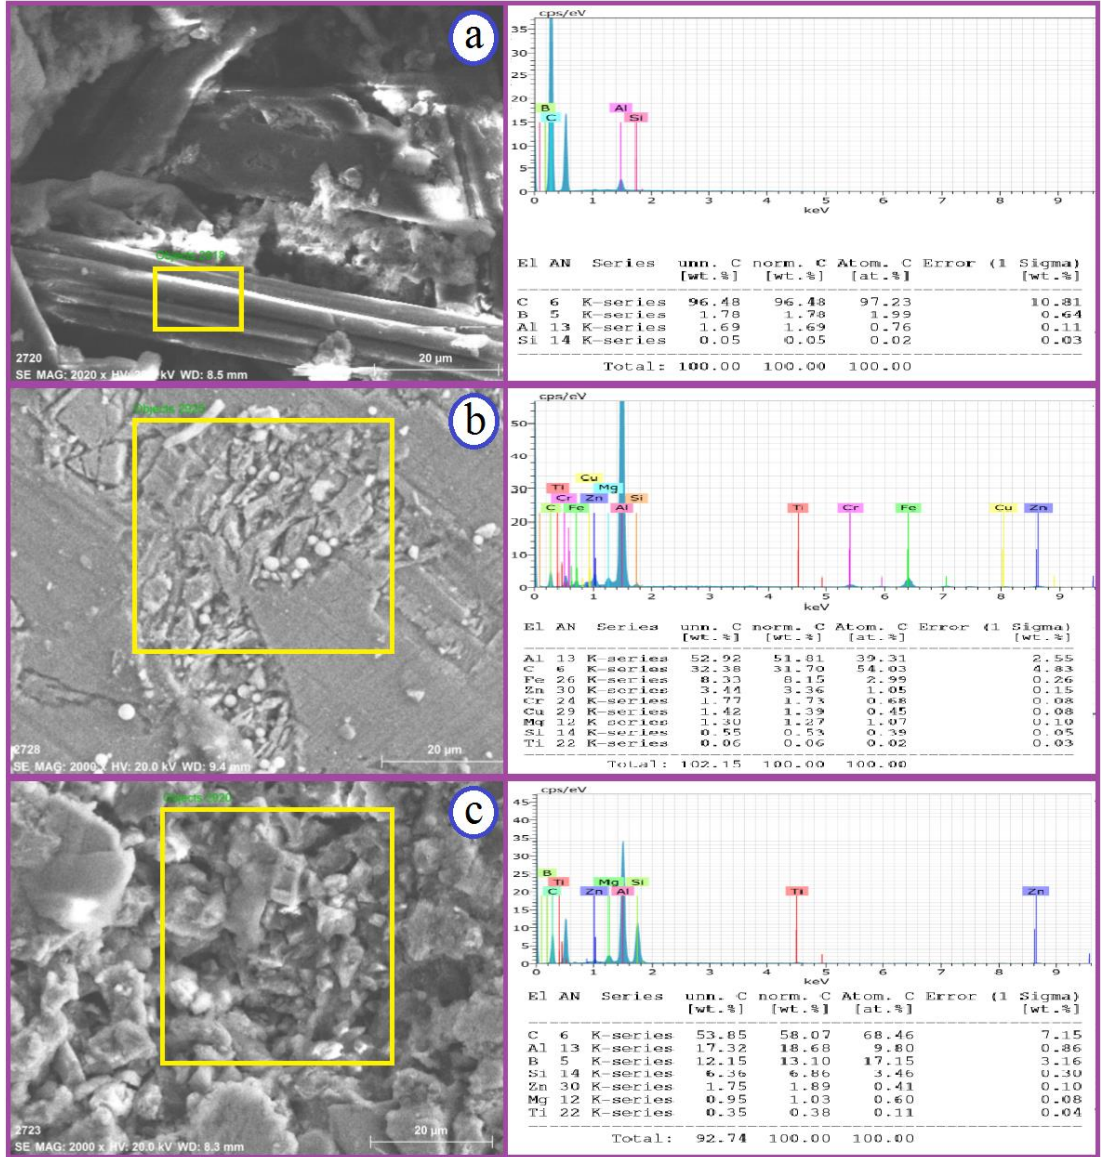 a
Objects 2919
2720
20 µm
SE MAG: 2020 x HV: kV WD: 8.5 mm
cps/eV
35
30
25
20
15
10
5
0
B
C
Al
Si
0 1 2 3 4 5 6 7 8 9
keV
El AN Series unn. C norm. C Atom. C Error (1 Sigma)
[wt.%] [wt.%] [at.%] [wt.%]
C 6 K-series 96.48 96.48 97.23 10.81
B 5 K-series 1.78 1.78 1.99 0.64
Al 13 K-series 1.69 1.69 0.76 0.11
Si 14 K-series 0.05 0.05 0.02 0.03
Total: 100.00 100.00 100.00
b
Objects
2728
20 µm
SE MAG: 2000 x HV: 20.0 kV WD: 9.4 mm
cps/eV
50
40
30
20
10
0
Cu
Ti Mg
Cr Zn Si
C Fe Al Ti Cr Fe Cu Zn
0 1 2 3 4 5 6 7 8 9
keV
El AN Series unn. C norm. C Atom. C Error (1 Sigma)
[wt.%] [wt.%] [at.%] [wt.%]
Al 13 K-series 52.92 51.81 39.31 2.55
C 6 K-series 32.38 31.70 54.03 4.83
Fe 26 K-series 8.33 8.15 2.99 0.26
Zn 30 K-series 3.44 3.36 1.05 0.15
Cr 24 K-series 1.77 1.73 0.68 0.08
Cu 29 K-series 1.42 1.39 0.45 0.08
Mg 12 K-series 1.30 1.27 1.07 0.10
Si 14 K-series 0.55 0.53 0.39 0.05
Ti 22 K-series 0.06 0.06 0.02 0.03
Total: 102.15 100.00 100.00
c
Objects 2920
2723
20 µm
SE MAG: 2000 x HV: 20.0 kV WD: 8.3 mm
cps/eV
45
40
35
30
25
20
15
10
5
0
B
Ti Mg Si
C Zn Al Ti Zn
0 1 2 3 4 5 6 7 8 9
keV
El AN Series unn. C norm. C Atom. C Error (1 Sigma)
[wt.%] [wt.%] [at.%] [wt.%]
C 6 K-series 53.85 58.07 68.46 7.15
Al 13 K-series 17.32 18.68 9.80 0.86
B 5 K-series 12.15 13.10 17.15 3.16
Si 14 K-series 6.36 6.86 3.46 0.30
Zn 30 K-series 1.75 1.89 0.41 0.10
Mg 12 K-series 0.95 1.03 0.60 0.08
Ti 22 K-series 0.35 0.38 0.11 0.04
Total: 92.74 100.00 100.00